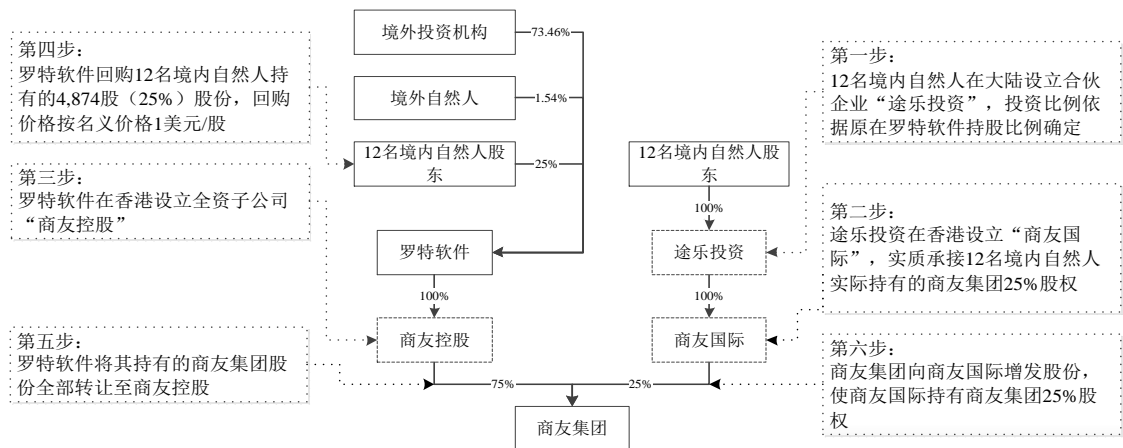 境外投资机构
73.46%
境外自然人
1.54%
12名境内自然人股
东
25%
12名境内自然人股
东
100%
罗特软件
途乐投资
100%
100%
商友控股
商友国际
75%
25%
商友集团
第四步：
罗特软件回购12名境内自然人持
有的4,874股（25%）股份，回购
价格按名义价格1美元/股
第三步：
罗特软件在香港设立全资子公司
“商友控股”
第五步：
罗特软件将其持有的商友集团股
份全部转让至商友控股
第一步：
12名境内自然人在大陆设立合伙
企业“途乐投资”，投资比例依
据原在罗特软件持股比例确定
第二步：
途乐投资在香港设立“商友国
际”，实质承接12名境内自然人
实际持有的商友集团25%股权
第六步：
商友集团向商友国际增发股份，
使商友国际持有商友集团25%股
权